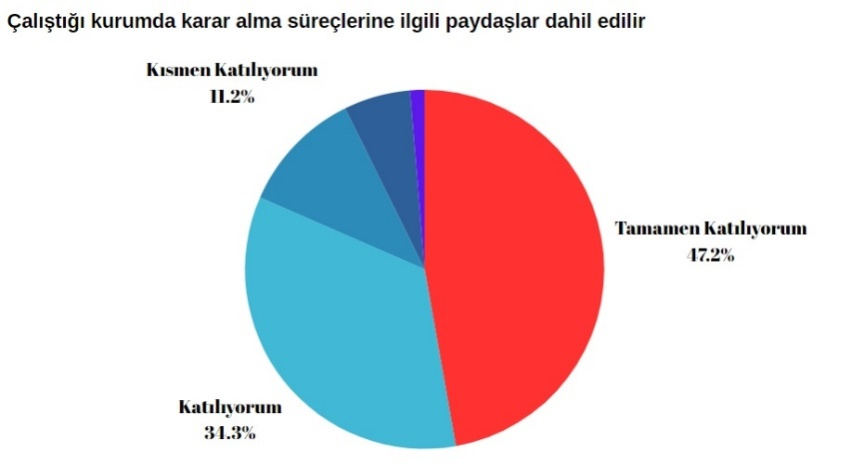 Çalıştığı kurumda karar alma süreçlerine ilgili paydaşlar dahil edilir
Kısmen Katılıyorum
11.2%
Tamamen Katılıyorum
47.2%
Katılıyorum
34.3%